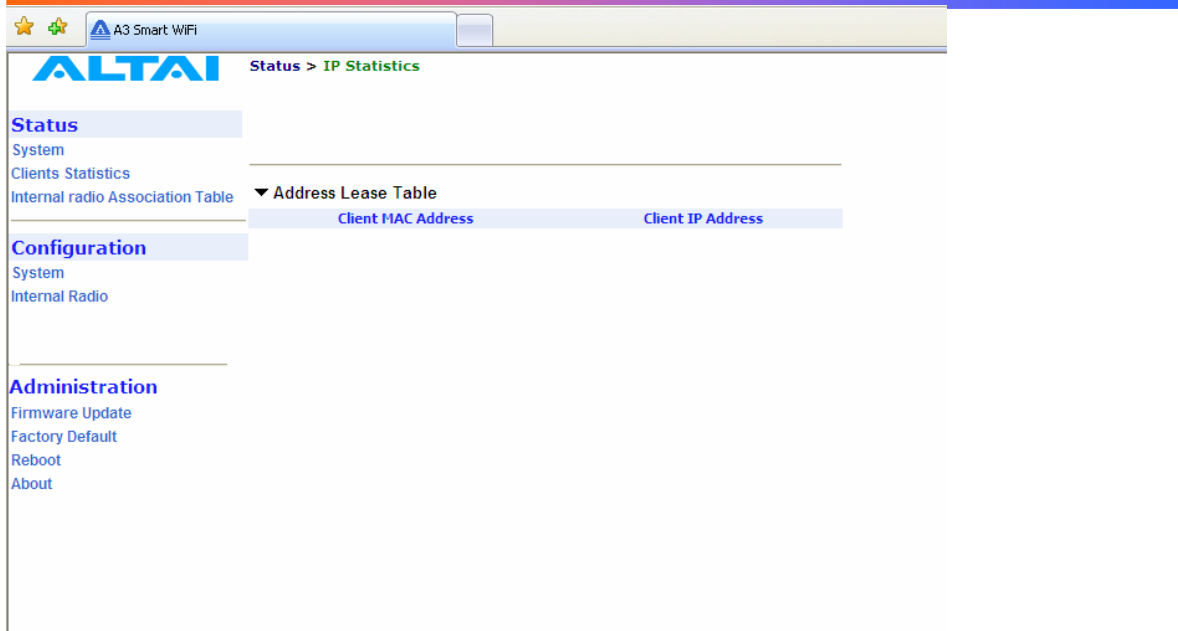 A3 Smart WiFi
ALTAI
Status > IP Statistics
Status
System
Clients Statistics
Internal radio Association Table
Address Lease Table
Client MAC Address Client IP Address
Configuration
System
Internal Radio
Administration
Firmware Update
Factory Default
Reboot
About